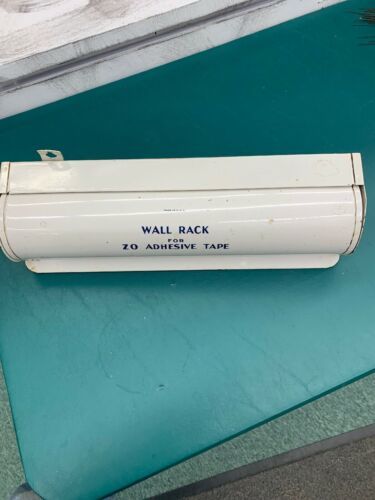 WALL RACK
FOR
ZO ADHESIVE TAPE